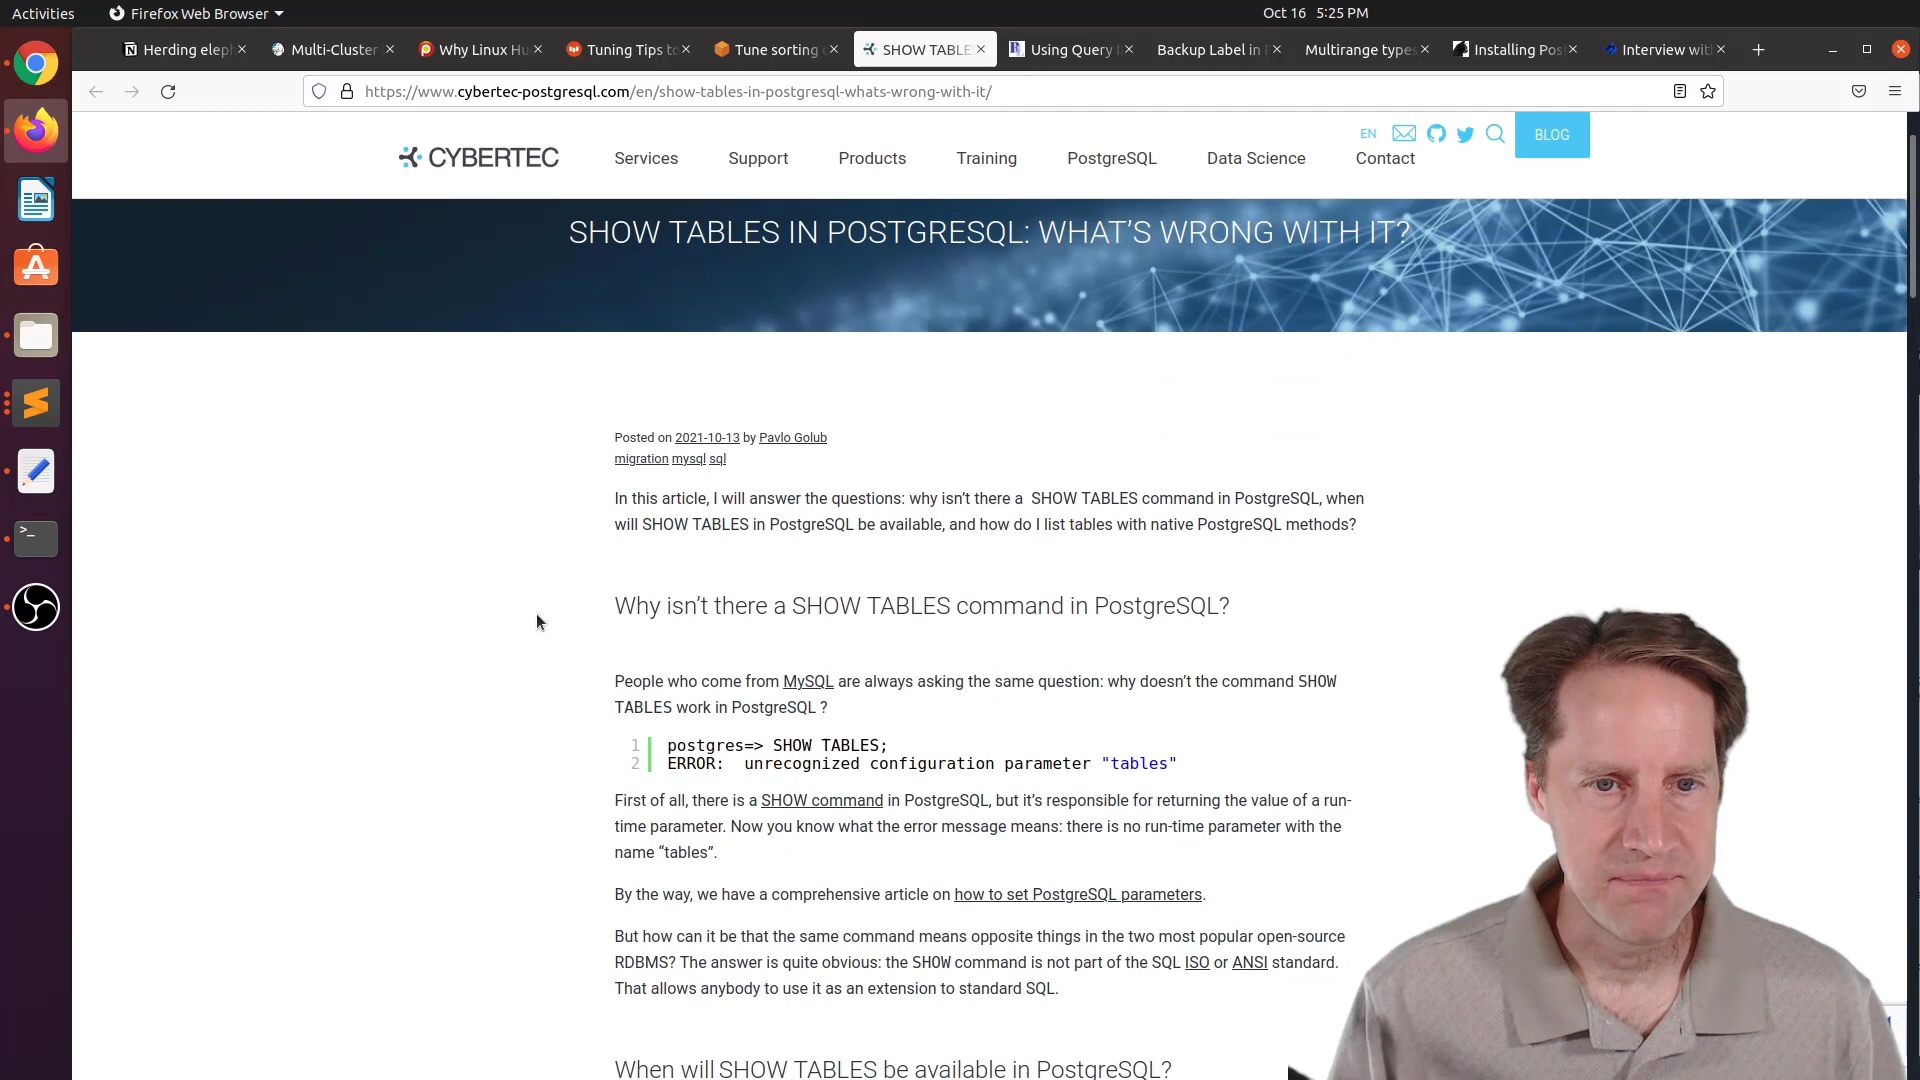 Activities
Firefox Web Browser
Oct 16 5:25 PM
Herding elep
Multi-Cluster
Why Linux Hu
Tuning Tips to
Tune sorting
SHOW TABLE
Using Query
Backup Label in
Multirange types
Installing Pos
Interview wit
https://www.cybertec-postgresql.com/en/show-tables-in-postgresql-whats-wrong-with-it/
EN
BLOG
CYBERTEC
Services
Support
Products
Training
PostgreSQL
Data Science
Contact
SHOW TABLES IN POSTGRESQL: WHAT’S WRONG WITH IT?
Posted on 2021-10-13 by Pavlo Golub
migration mysql sql
In this article, I will answer the questions: why isn’t there a SHOW TABLES command in PostgreSQL, when
will SHOW TABLES in PostgreSQL be available, and how do I list tables with native PostgreSQL methods?
Why isn’t there a SHOW TABLES command in PostgreSQL?
People who come from MySQL are always asking the same question: why doesn’t the command SHOW
TABLES work in PostgreSQL ?
1 postgres=> SHOW TABLES;
2 ERROR: unrecognized configuration parameter "tables"
First of all, there is a SHOW command in PostgreSQL, but it’s responsible for returning the value of a run-
time parameter. Now you know what the error message means: there is no run-time parameter with the
name “tables”.
By the way, we have a comprehensive article on how to set PostgreSQL parameters.
But how can it be that the same command means opposite things in the two most popular open-source
RDBMS? The answer is quite obvious: the SHOW command is not part of the SQL ISO or ANSI standard.
That allows anybody to use it as an extension to standard SQL.
When will SHOW TABLES be available in PostgreSQL?